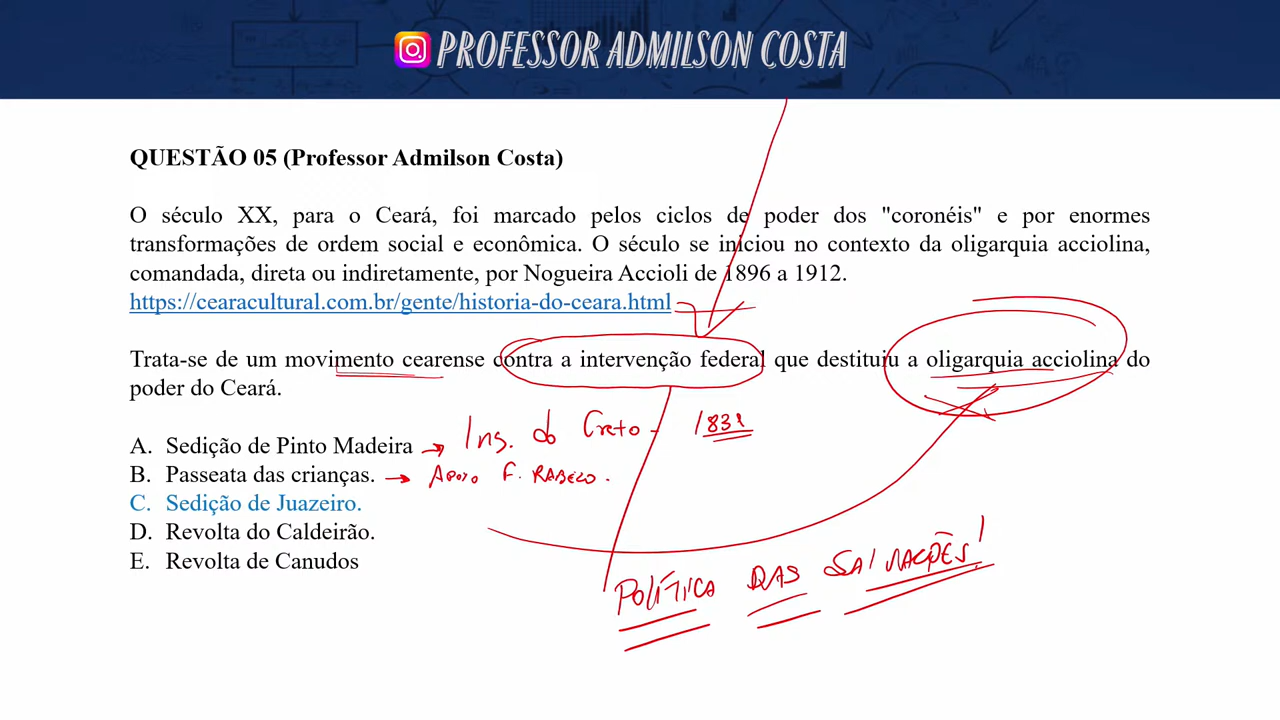 PROFESSOR ADMILSON COSTA
QUESTÃO 05 (Professor Admilson Costa)
O século XX, para o Ceará, foi marcado pelos ciclos de poder dos "coronéis" e por enormes
transformações de ordem social e econômica. O século se iniciou no contexto da oligarquia acciolina,
comandada, direta ou indiretamente, por Nogueira Accioli de 1896 a 1912.
https://cearacultural.com.br/gente/historia-do-ceara.html
Trata-se de um movimento cearense contra a intervenção federal que destituiu a oligarquia acciolina do
poder do Ceará.
A. Sedição de Pinto Madeira → Ins. do Creto - 1831
B. Passeata das crianças. → APOIO F. RABELO.
C. Sedição de Juazeiro.
D. Revolta do Caldeirão.
E. Revolta de Canudos
POLÍTICA DAS SALVAÇÕES!